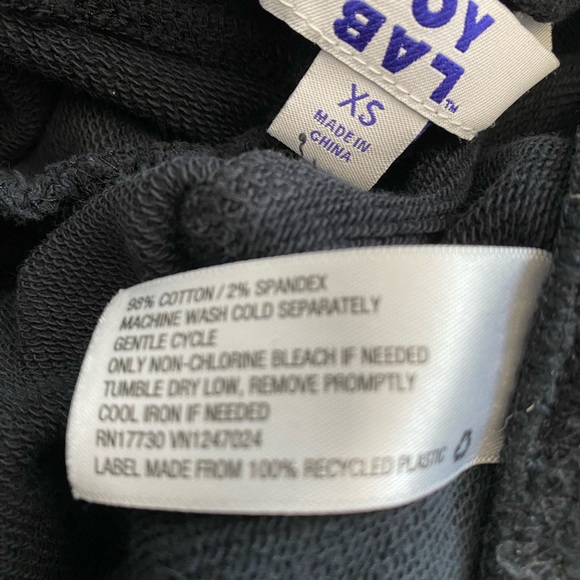 LAB
YO
™
XS
MADE IN
CHINA
98% COTTON / 2% SPANDEX
MACHINE WASH COLD SEPARATELY
GENTLE CYCLE
ONLY NON-CHLORINE BLEACH IF NEEDED
TUMBLE DRY LOW, REMOVE PROMPTLY
COOL IRON IF NEEDED
RN17730 VN1247024
LABEL MADE FROM 100% RECYCLED PLASTIC